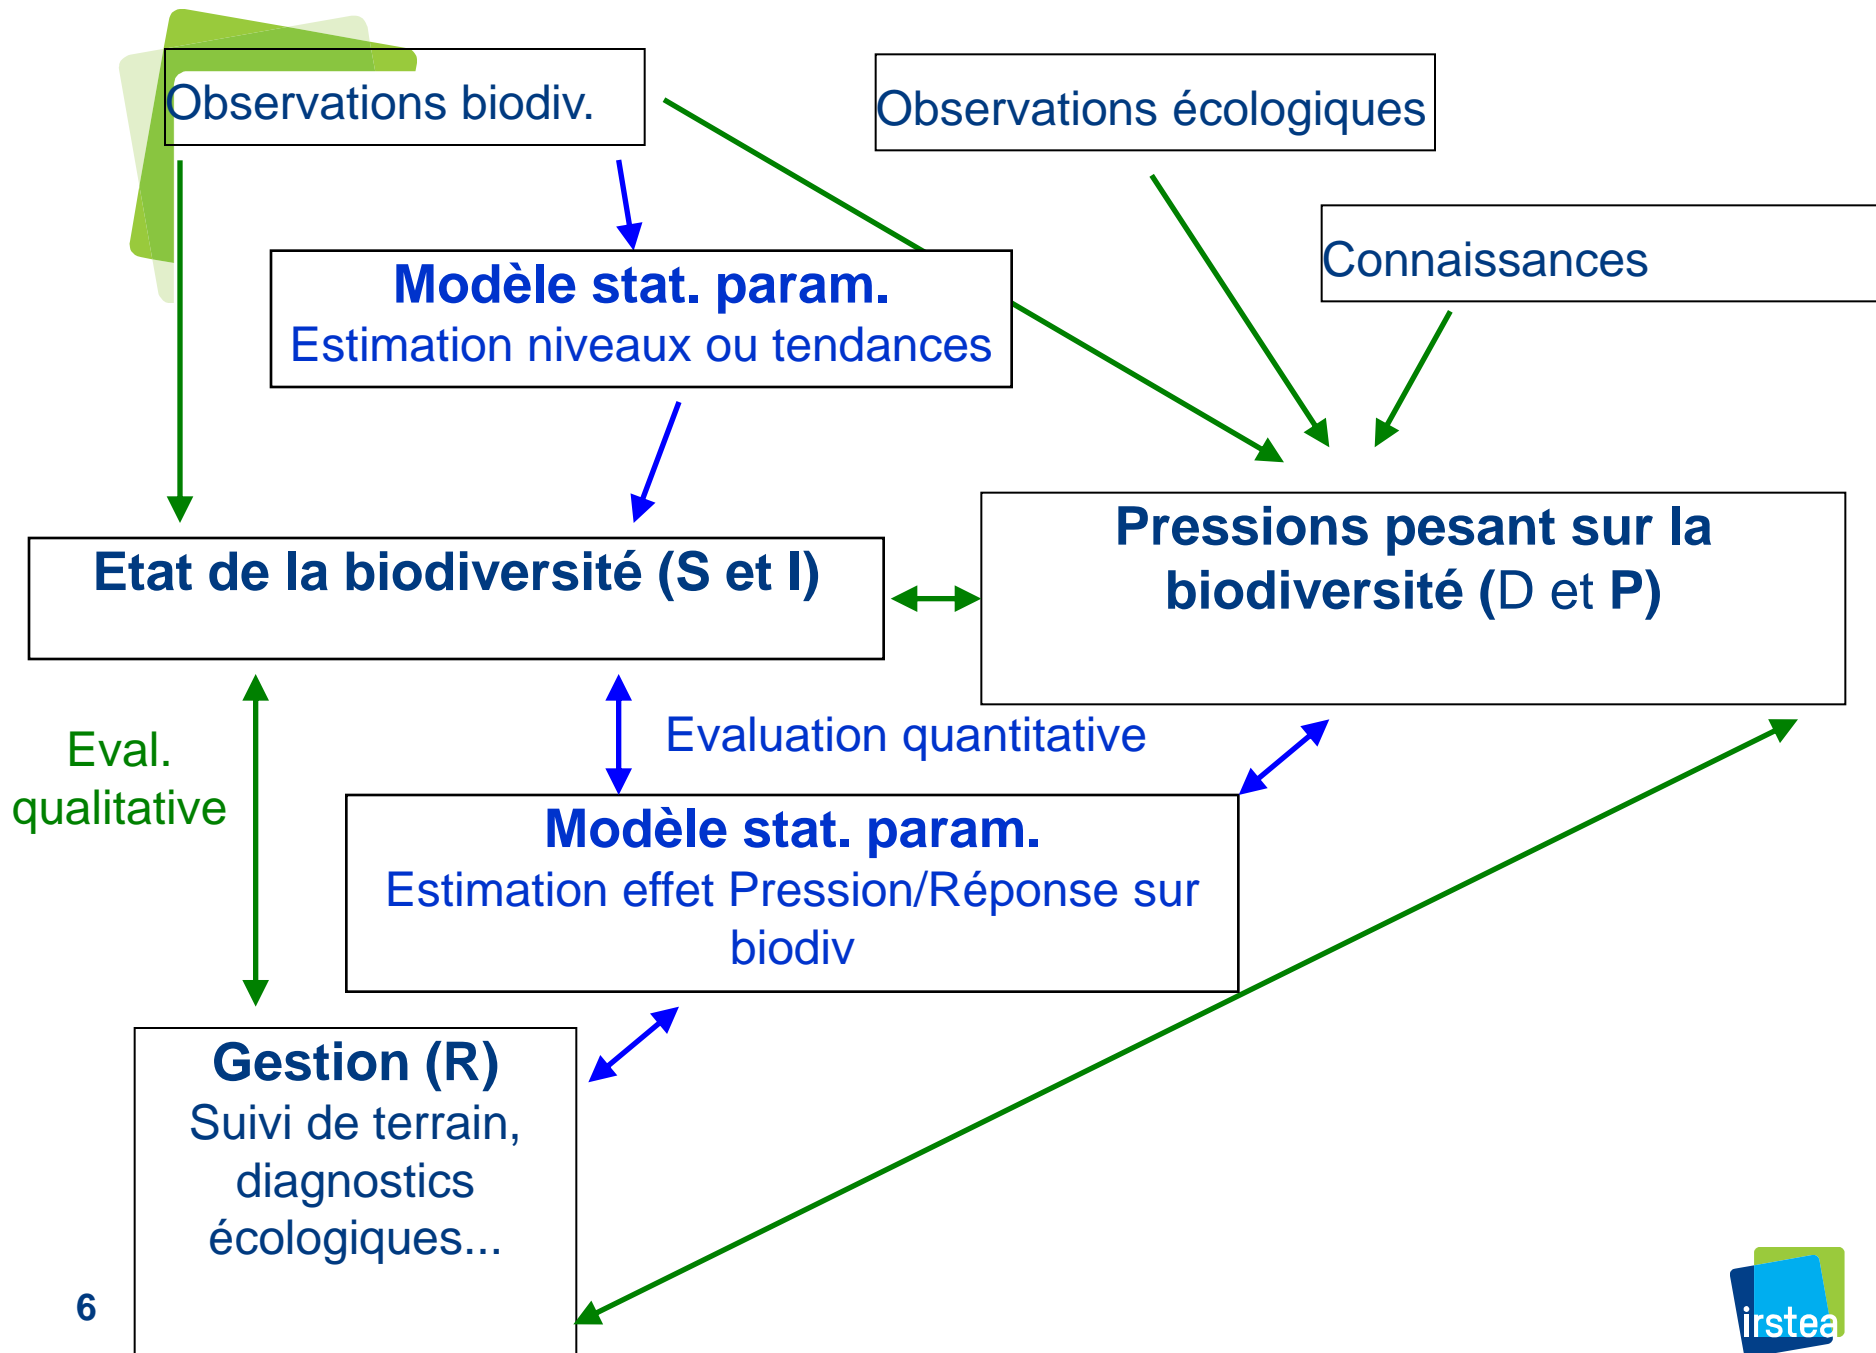 Observations biodiv.
Observations écologiques
Connaissances
Modèle stat. param.
Estimation niveaux ou tendances
Pressions pesant sur la
biodiversité (D et P)
Etat de la biodiversité (S et I)
Eval.
qualitative
Evaluation quantitative
Modèle stat. param.
Estimation effet Pression/Réponse sur
biodiv
Gestion (R)
Suivi de terrain,
diagnostics
écologiques...
6
irstea